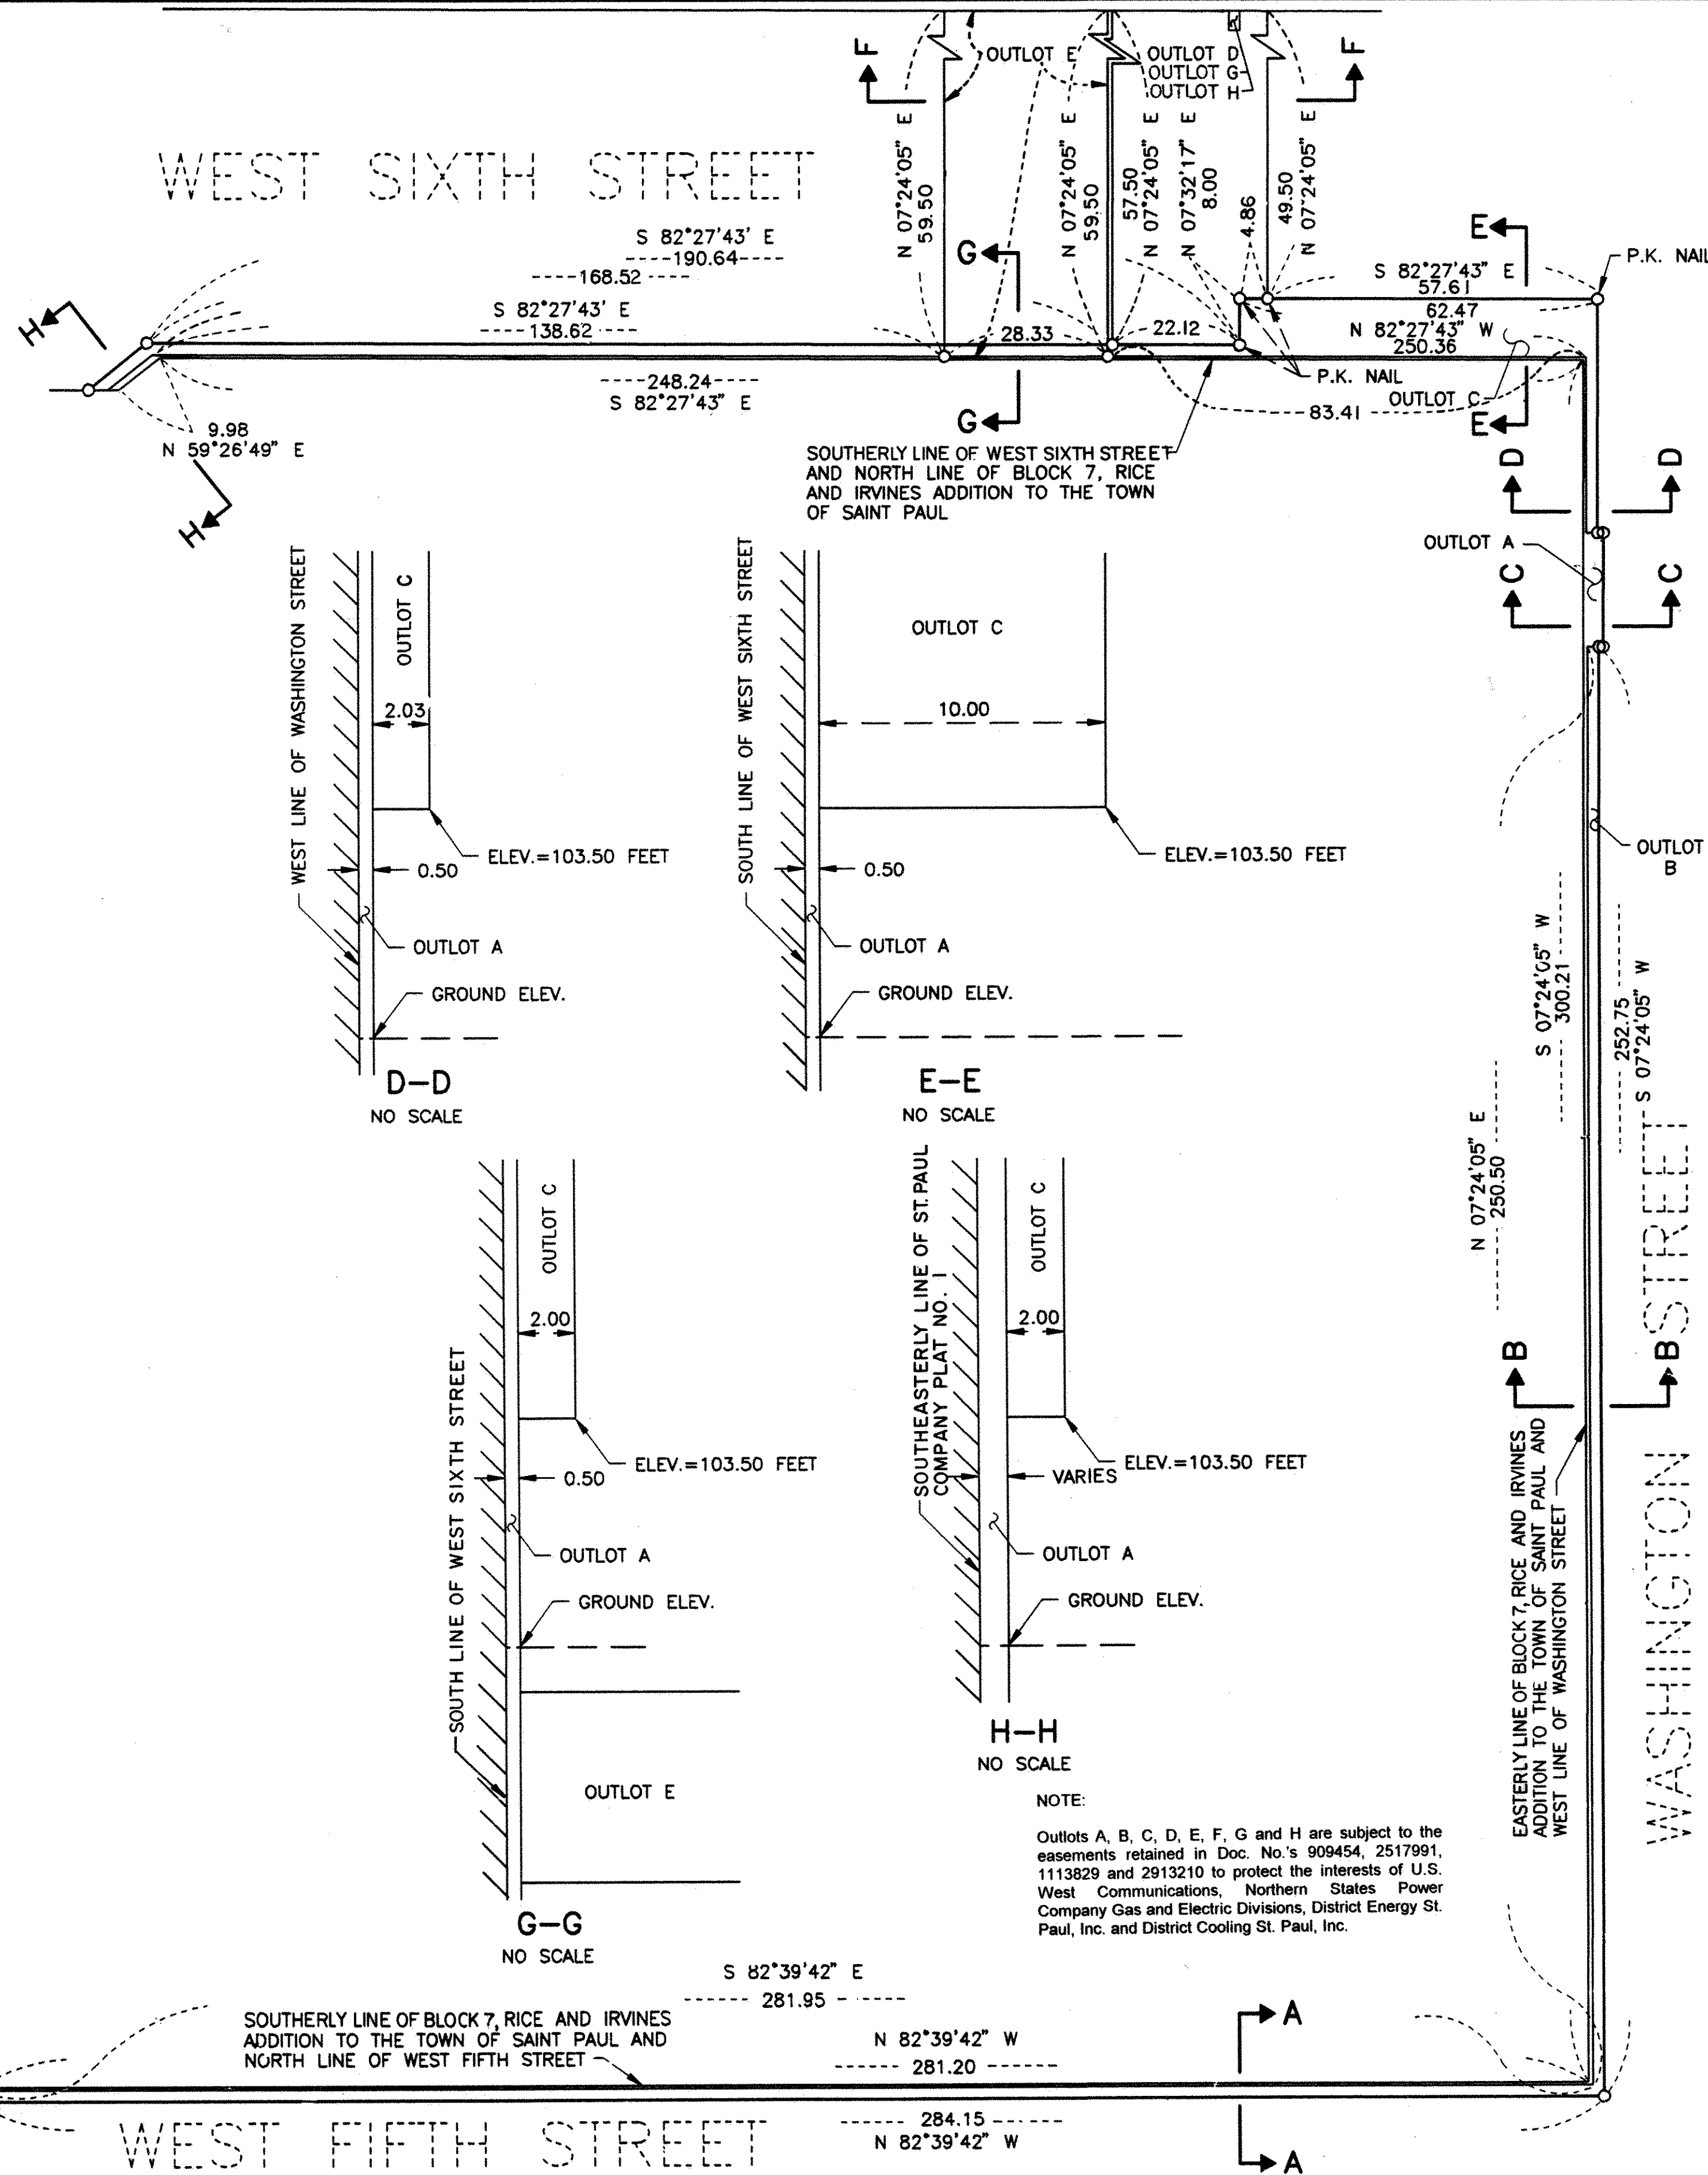 F
OUTLOT E
OUTLOT D
OUTLOT G
OUTLOT H
F
WEST SIXTH STREET
N 07°24'05" E
59.50
N 07°24'05" E
59.50
57.50
N 07°24'05" E
N 07°32'17" E
8.00
4.86
49.50
N 07°24'05" E
S 82°27'43' E
190.64
168.52
S 82°27'43' E
138.62
248.24
S 82°27'43" E
G
28.33
22.12
G
E
S 82°27'43" E
57.61
62.47
N 82°27'43" W
250.36
P.K. NAIL
P.K. NAIL
OUTLOT C
83.41
E
H
9.98
N 59°26'49" E
H
SOUTHERLY LINE OF WEST SIXTH STREET
AND NORTH LINE OF BLOCK 7, RICE
AND IRVINES ADDITION TO THE TOWN
OF SAINT PAUL
D
D
OUTLOT A
C
C
WEST LINE OF WASHINGTON STREET
OUTLOT C
2.03
ELEV.=103.50 FEET
0.50
OUTLOT A
GROUND ELEV.
D-D
NO SCALE
SOUTH LINE OF WEST SIXTH STREET
OUTLOT C
10.00
ELEV.=103.50 FEET
0.50
OUTLOT A
GROUND ELEV.
E-E
NO SCALE
OUTLOT
B
S 07°24'05" W
300.21
252.75
S 07°24'05" W
N 07°24'05" E
250.50
SOUTH LINE OF WEST SIXTH STREET
OUTLOT C
2.00
ELEV.=103.50 FEET
0.50
OUTLOT A
GROUND ELEV.
OUTLOT E
G-G
NO SCALE
SOUTHEASTERLY LINE OF ST. PAUL
COMPANY PLAT NO. 1
OUTLOT C
2.00
ELEV.=103.50 FEET
VARIES
OUTLOT A
GROUND ELEV.
H-H
NO SCALE
B
B
EASTERLY LINE OF BLOCK 7, RICE AND IRVINES
ADDITION TO THE TOWN OF SAINT PAUL AND
WEST LINE OF WASHINGTON STREET
WASHINGTON STREET
NOTE:
Outlots A, B, C, D, E, F, G and H are subject to the
easements retained in Doc. No.'s 909454, 2517991,
1113829 and 2913210 to protect the interests of U.S.
West Communications, Northern States Power
Company Gas and Electric Divisions, District Energy St.
Paul, Inc. and District Cooling St. Paul, Inc.
S 82°39'42" E
281.95
SOUTHERLY LINE OF BLOCK 7, RICE AND IRVINES
ADDITION TO THE TOWN OF SAINT PAUL AND
NORTH LINE OF WEST FIFTH STREET
N 82°39'42" W
281.20
284.15
N 82°39'42" W
A
A
WEST FIFTH STREET